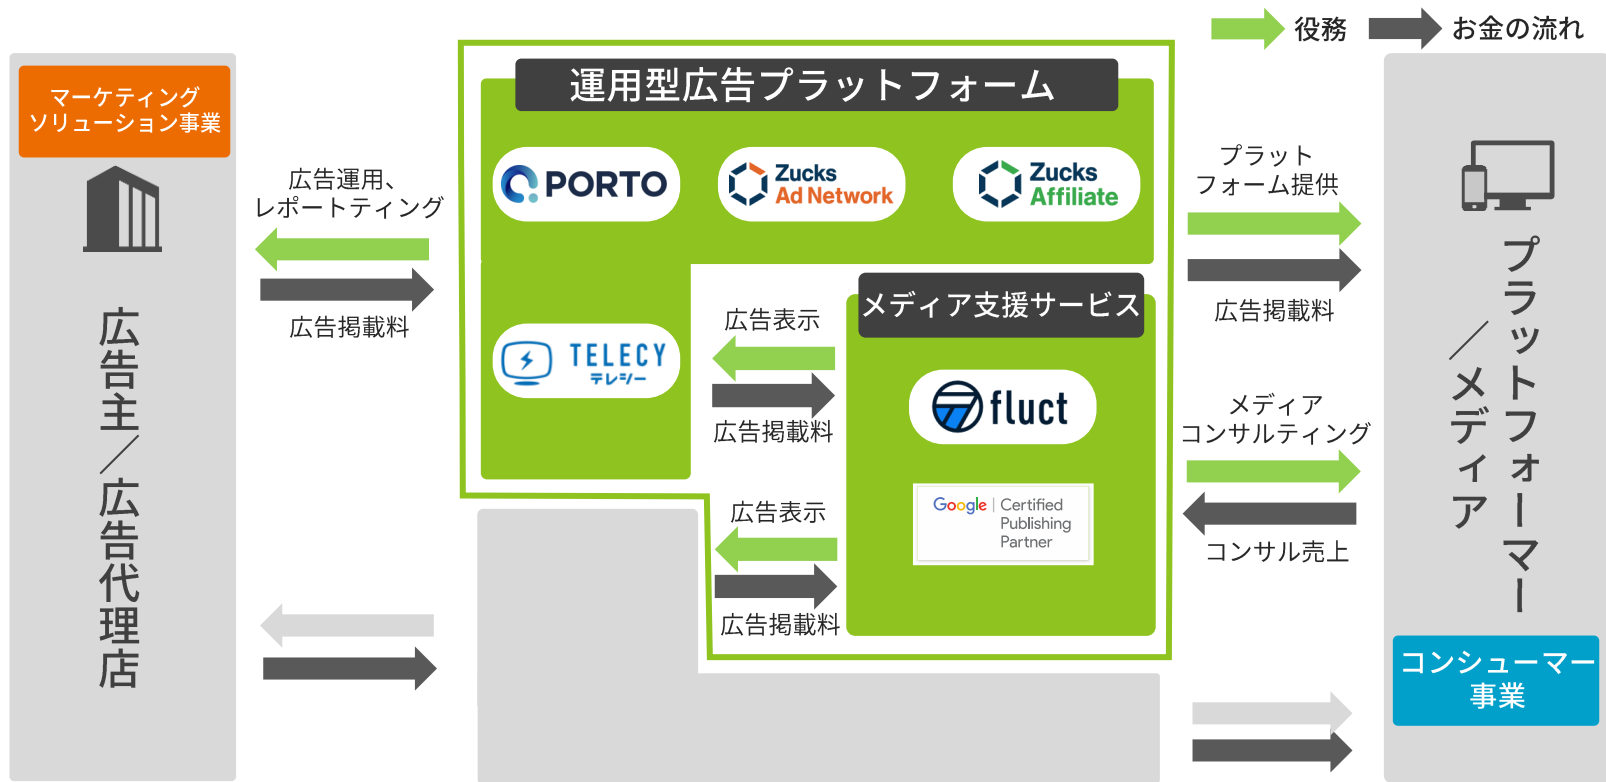 役務
お金の流れ
マーケティング
ソリューション事業
広告主／広告代理店
広告運用、
レポートティング
広告掲載料
運用型広告プラットフォーム
PORTO
Zucks
Ad Network
Zucks
Affiliate
TELECY
テレシー
広告表示
広告掲載料
メディア支援サービス
fluct
Google
Certified
Publishing
Partner
広告表示
広告掲載料
プラット
フォーム提供
広告掲載料
メディア
コンサルティング
コンサル売上
プラットフォーマー
／メディア
コンシューマー
事業